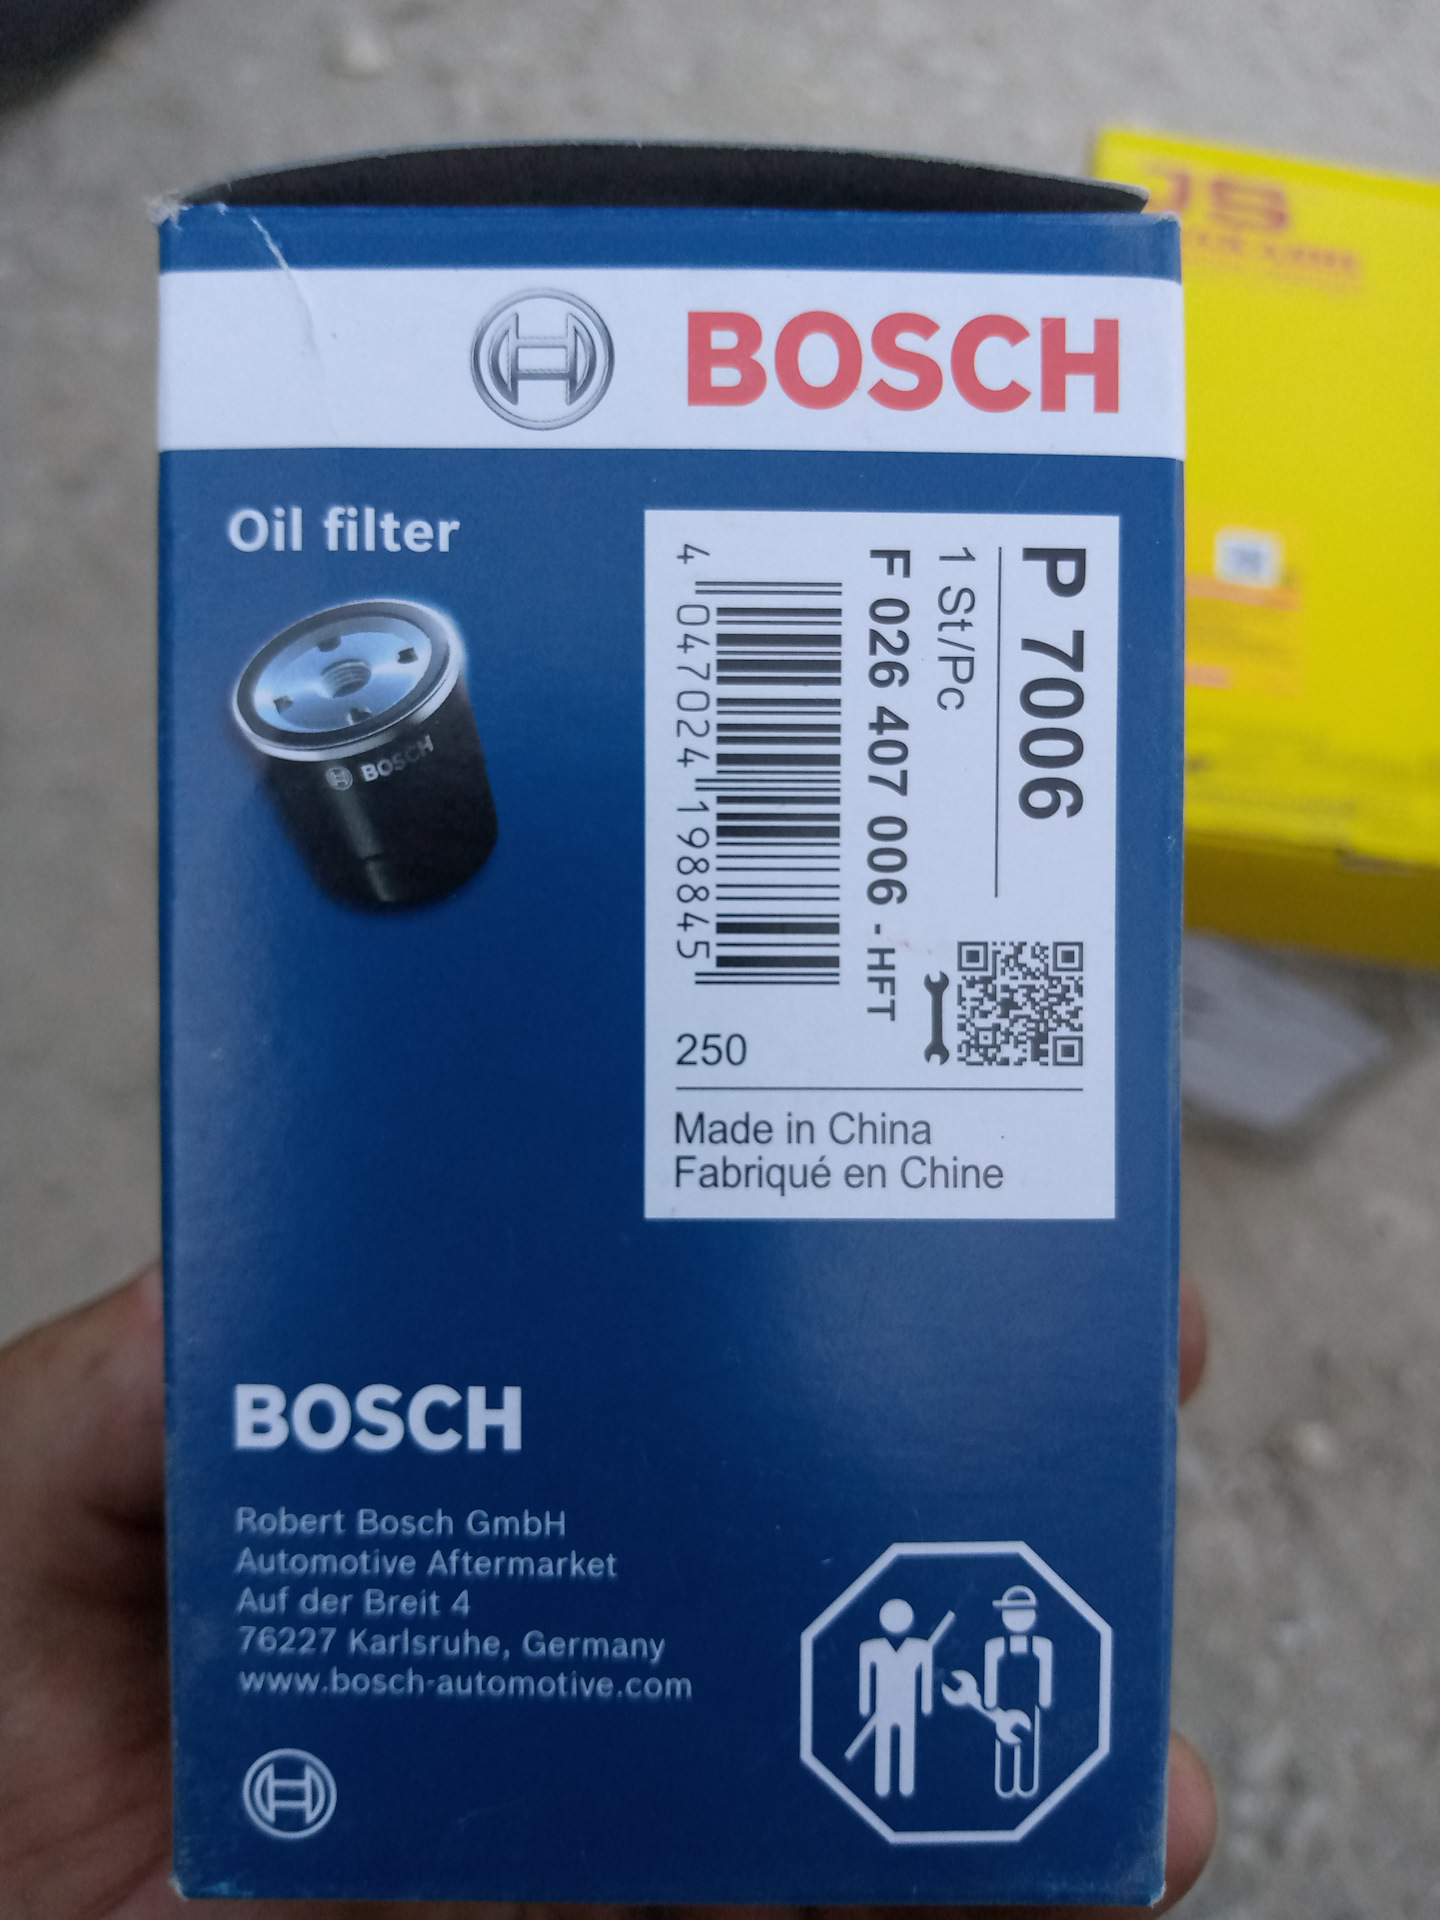 BOSCH
Oil filter
P 7006
1 St/Pc
F 026 407 006 - HFT
4 047024 198845
250
Made in China
Fabriqué en Chine
BOSCH
BOSCH
Robert Bosch GmbH
Automotive Aftermarket
Auf der Breit 4
76227 Karlsruhe, Germany
www.bosch-automotive.com
JS